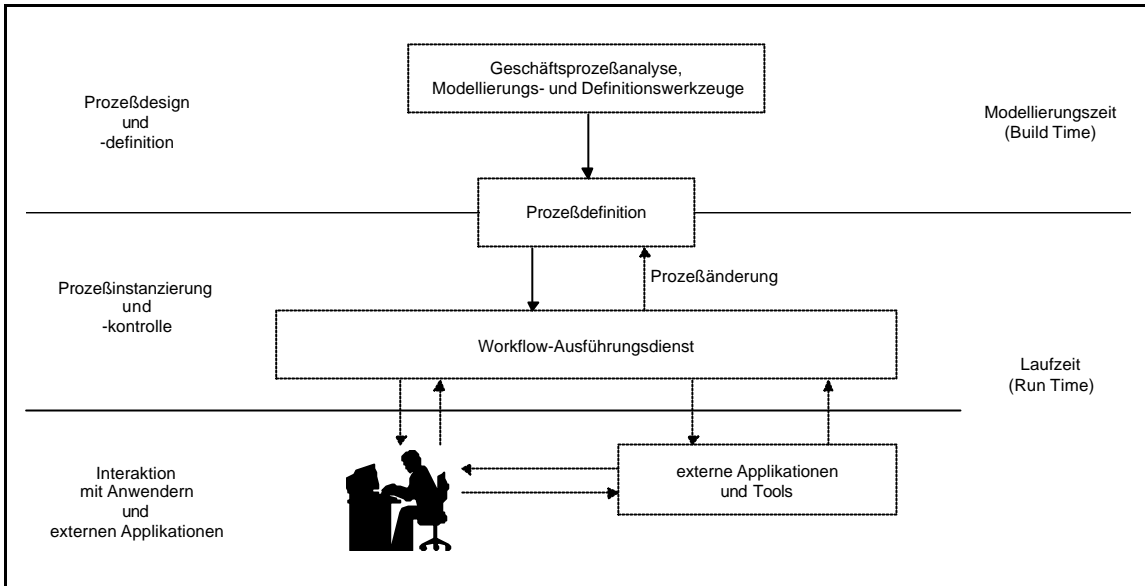 Geschäftsprozeßanalyse,
Modellierungs- und Definitionswerkzeuge
Prozeßdesign
und
-definition
Modellierungszeit
(Build Time)
Prozeßdefinition
Prozeßänderung
Prozeßinstanzierung
und
-kontrolle
Workflow-Ausführungsdienst
Laufzeit
(Run Time)
Interaktion
mit Anwendern
und
externen Applikationen
externe Applikationen
und Tools